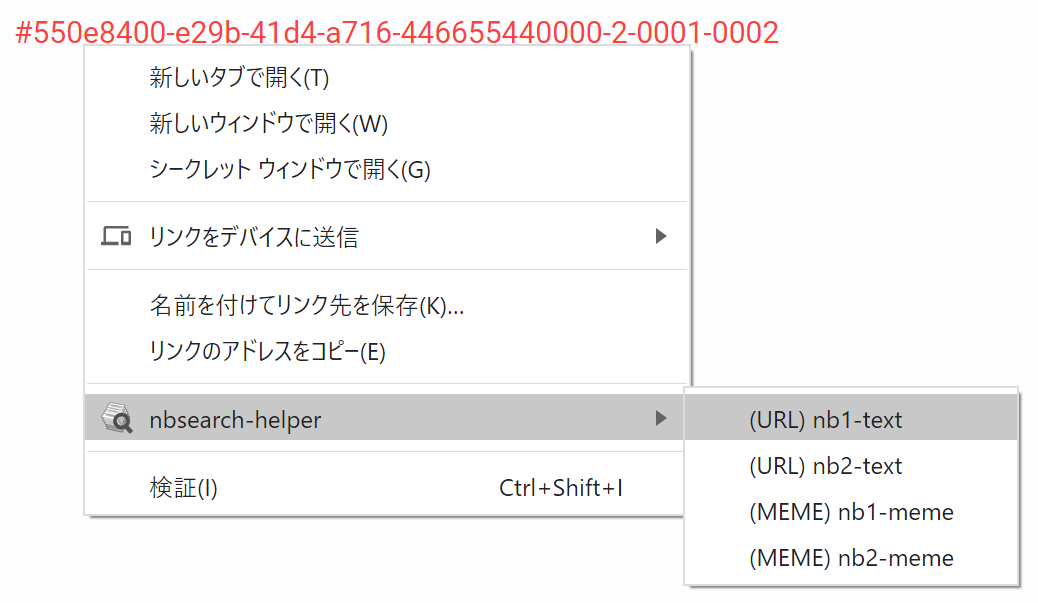 #550e8400-e29b-41d4-a716-446655440000-2-0001-0002
新しいタブで開く(T)
新しいウィンドウで開く(W)
シークレット ウィンドウで開く(G)
リンクをデバイスに送信
名前を付けてリンク先を保存(K)...
リンクのアドレスをコピー(E)
nbsearch-helper
(URL) nb1-text
(URL) nb2-text
(MEME) nb1-meme
(MEME) nb2-meme
検証(I) Ctrl+Shift+I